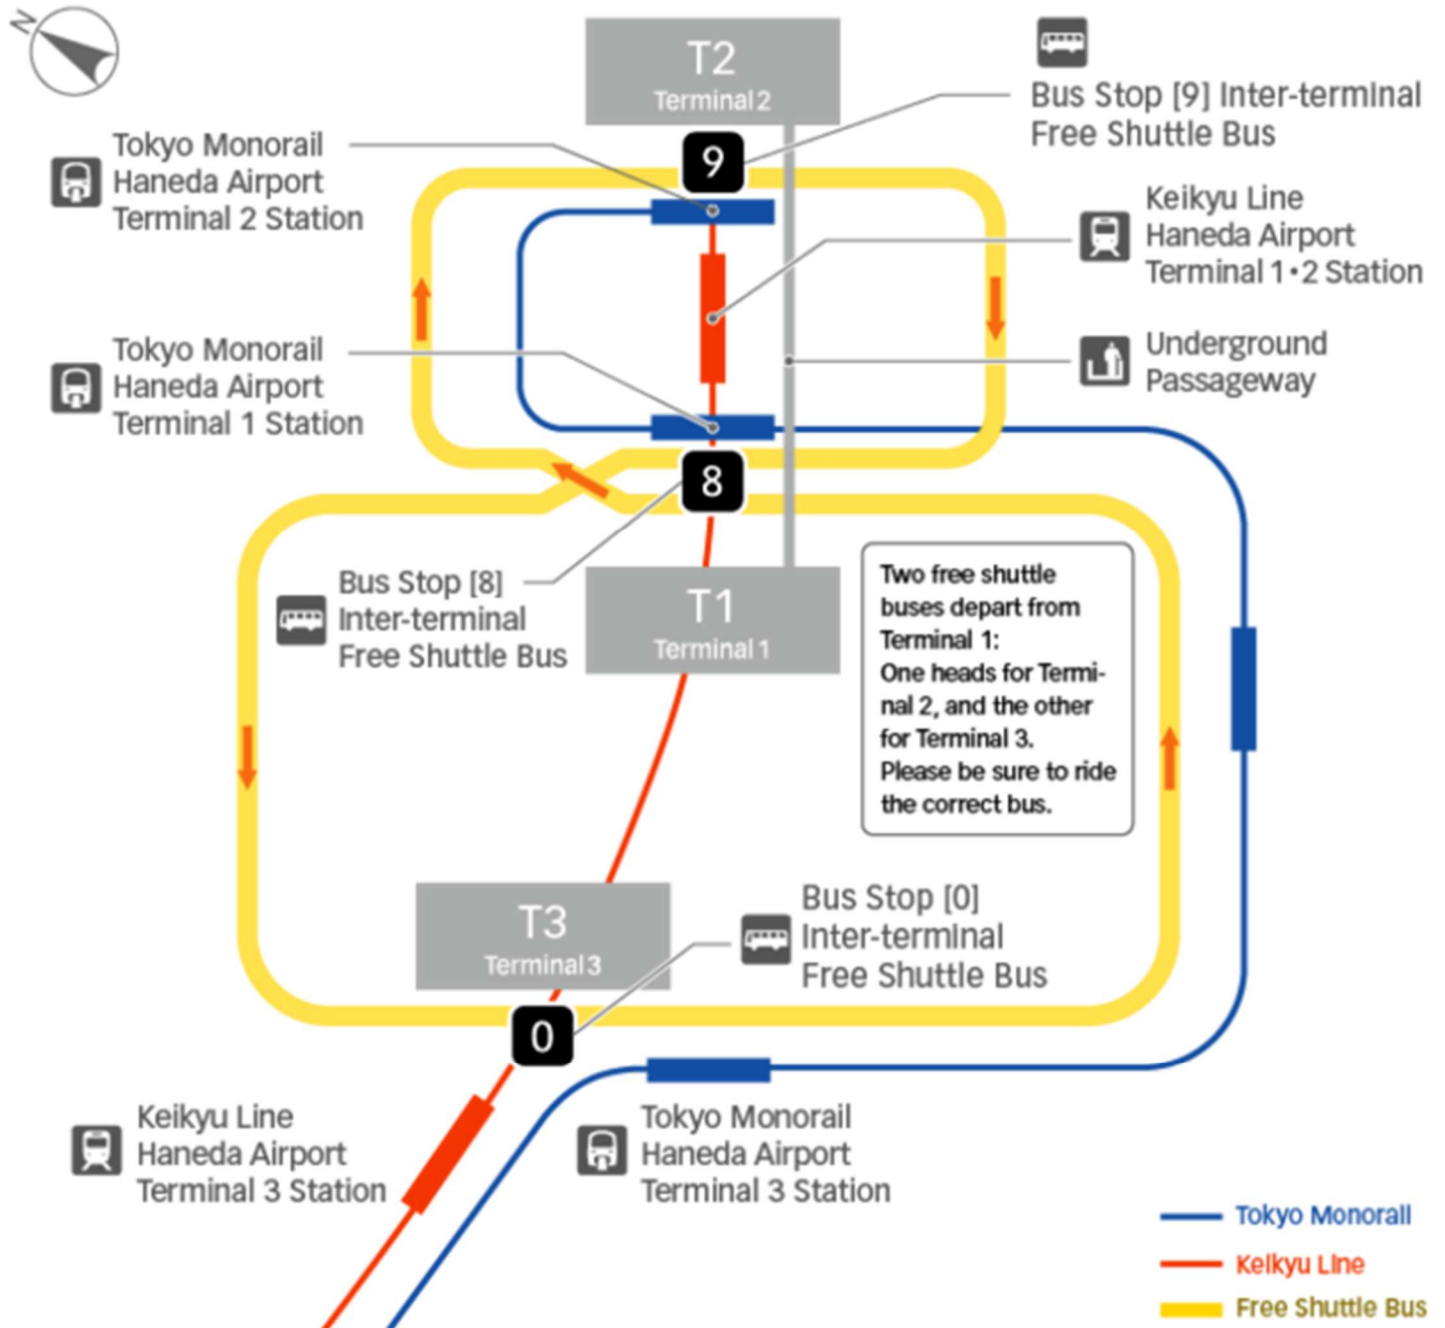 N
T2
Terminal 2
Bus Stop [9] Inter-terminal
Free Shuttle Bus
9
Tokyo Monorail
Haneda Airport
Terminal 2 Station
Keikyu Line
Haneda Airport
Terminal 1・2 Station
Tokyo Monorail
Haneda Airport
Terminal 1 Station
Underground
Passageway
8
Bus Stop [8]
Inter-terminal
Free Shuttle Bus
T1
Terminal 1
Two free shuttle
buses depart from
Terminal 1:
One heads for Termi-
nal 2, and the other
for Terminal 3.
Please be sure to ride
the correct bus.
T3
Terminal 3
Bus Stop [0]
Inter-terminal
Free Shuttle Bus
0
Keikyu Line
Haneda Airport
Terminal 3 Station
Tokyo Monorail
Haneda Airport
Terminal 3 Station
Tokyo Monorail
Keikyu Line
Free Shuttle Bus